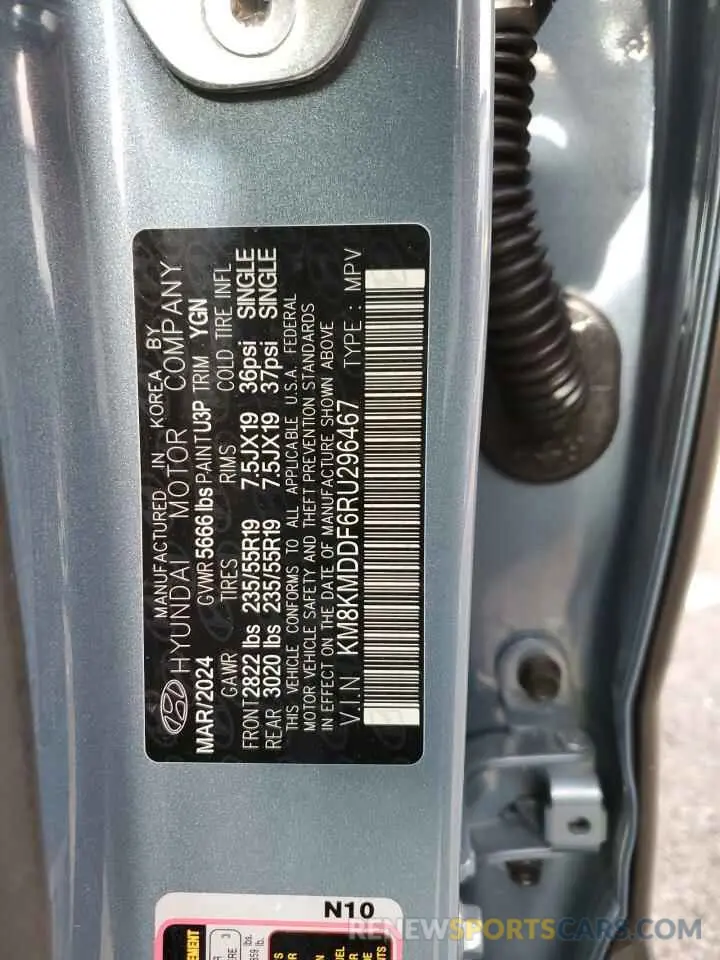 MANUFACTURED IN KOREA BY
HYUNDAI MOTOR COMPANY
MAR/2024 GVWR 5666 lbs PAINT U3P TRIM YGN
GAWR TIRES RIMS COLD TIRE INFL
FRONT 2822 lbs 235/55R19 7.5JX19 36psi SINGLE
REAR 3020 lbs 235/55R19 7.5JX19 37psi SINGLE
THIS VEHICLE CONFORMS TO ALL APPLICABLE U.S.A. FEDERAL
MOTOR VEHICLE SAFETY AND THEFT PREVENTION STANDARDS
IN EFFECT ON THE DATE OF MANUFACTURE SHOWN ABOVE
V.I.N KM8KMDDF6RU296467 TYPE : MPV
N10
RENEWSPORTSCARS.COM